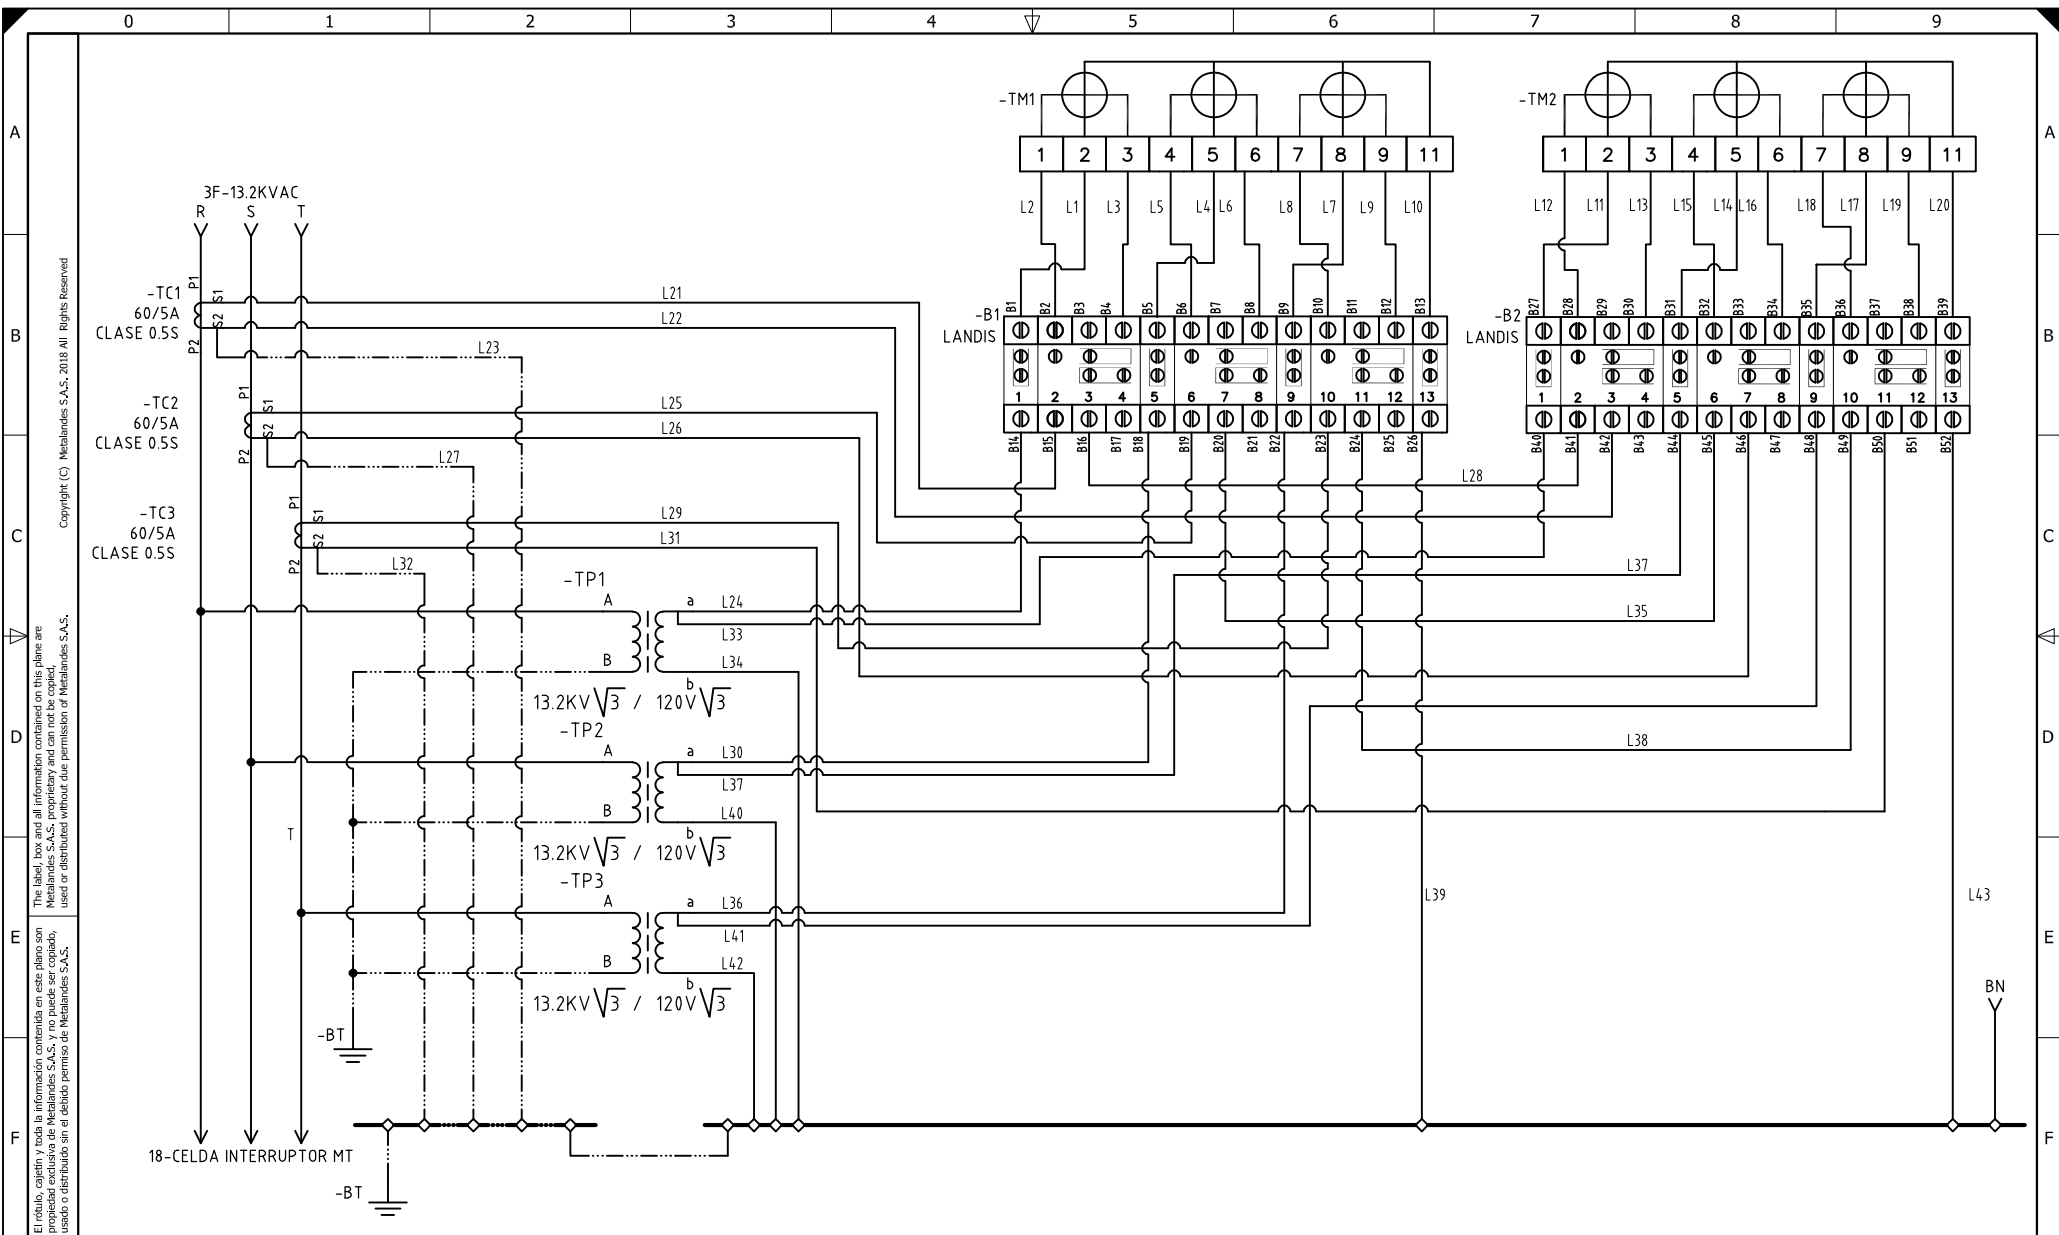 0 1 2 3 4 5 6 7 8 9
A
B
C
D
E
F
A
B
C
D
E
F
Copyright (C) Metalandes S.A.S. 2018 All Rights Reserved
The label, box and all information contained on this plane are
Metalandes S.A.S. proprietary and can not be copied,
used or distributed without due permission of Metalandes S.A.S.
El rótulo, cajetín y toda la información contenida en este plano son
propiedad exclusiva de Metalandes S.A.S. y no puede ser copiado,
usado o distribuido sin el debido permiso de Metalandes S.A.S.
-TM1
1 2 3 4 5 6 7 8 9 11
L2 L1 L3 L5 L4 L6 L8 L7 L9 L10
-TM2
1 2 3 4 5 6 7 8 9 11
L12 L11 L13 L15 L14 L16 L18 L17 L19 L20
3F-13.2KVAC
R S T
-B1
LANDIS
B1 B2 B3 B4 B5 B6 B7 B8 B9 B10 B11 B12 B13
1 2 3 4 5 6 7 8 9 10 11 12 13
B14 B15 B16 B17 B18 B19 B20 B21 B22 B23 B24 B25 B26
-B2
LANDIS
B27 B28 B29 B30 B31 B32 B33 B34 B35 B36 B37 B38 B39
1 2 3 4 5 6 7 8 9 10 11 12 13
B40 B41 B42 B43 B44 B45 B46 B47 B48 B49 B50 B51 B52
-TC1
60/5A
CLASE 0.5S
P1
P2
S1
S2
L21
L22
L23
-TC2
60/5A
CLASE 0.5S
P1
P2
S1
S2
L25
L26
L27
L28
-TC3
60/5A
CLASE 0.5S
P1
P2
S1
S2
L29
L31
L32
L37
L35
L38
-TP1
A
B
a
b
L24
L33
L34
13.2KV√3 / 120V√3
-TP2
A
B
a
b
L30
L37
L40
13.2KV√3 / 120V√3
T
-TP3
A
B
a
b
L36
L41
L42
13.2KV√3 / 120V√3
L39
L43
BN
-BT
18-CELDA INTERRUPTOR MT
-BT